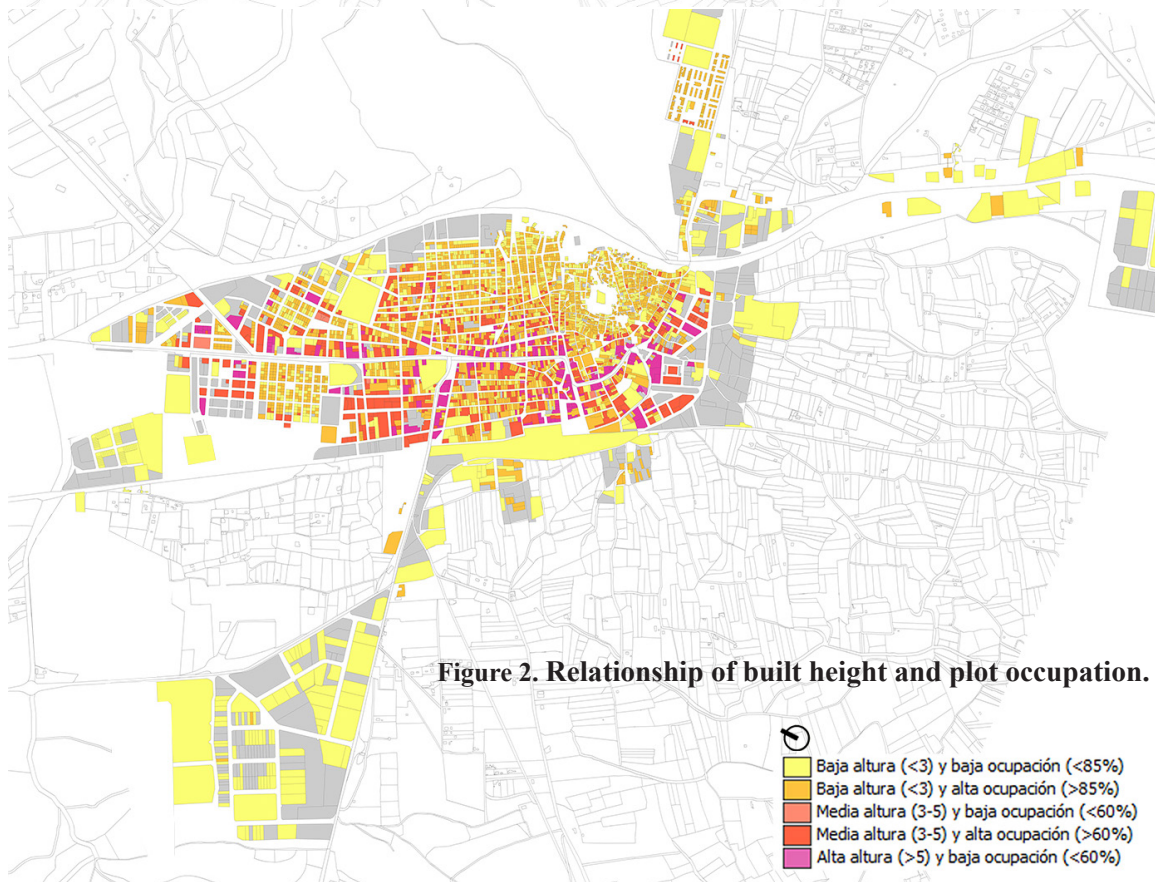 Figure 2. Relationship of built height and plot occupation.
Baja altura (<3) y baja ocupación (<85%)
Baja altura (<3) y alta ocupación (>85%)
Media altura (3-5) y baja ocupación (<60%)
Media altura (3-5) y alta ocupación (>60%)
Alta altura (>5) y baja ocupación (<60%)